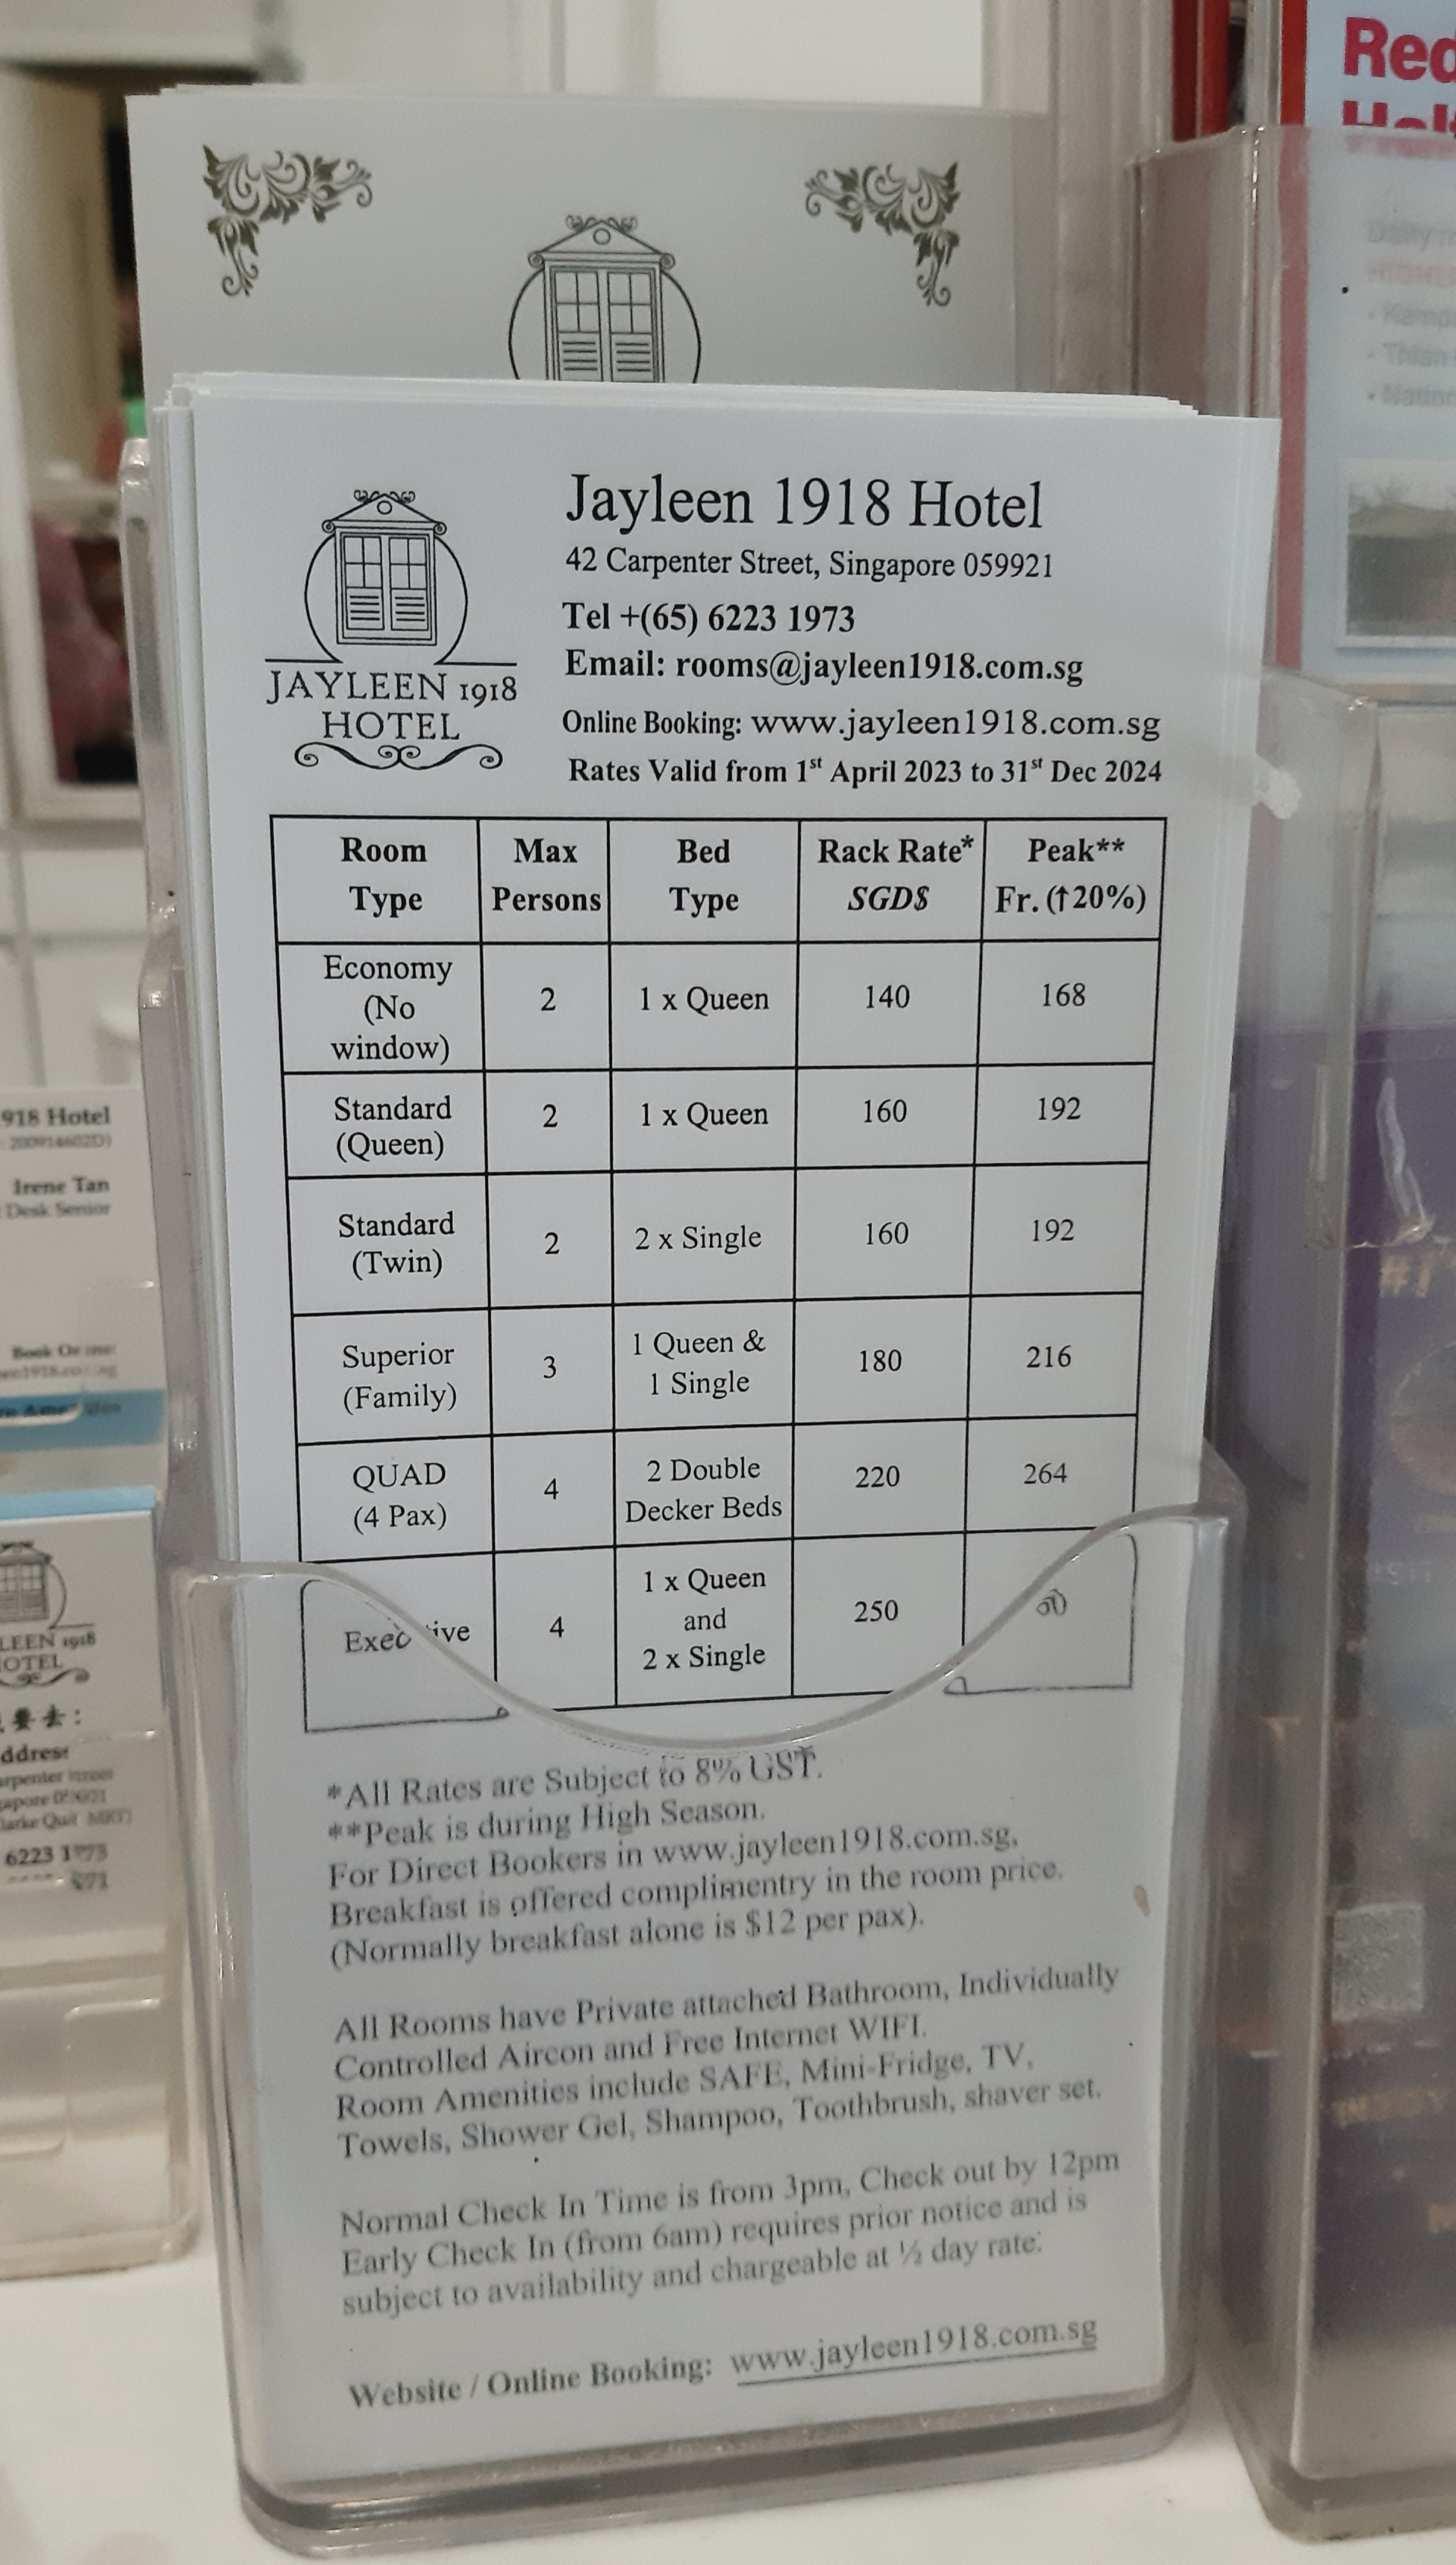 Jayleen 1918 Hotel
42 Carpenter Street, Singapore 059921
Tel +(65) 6223 1973
Email: rooms@jayleen1918.com.sg
Online Booking: www.jayleen1918.com.sg
Rates Valid from 1st April 2023 to 31st Dec 2024
JAYLEEN 1918
HOTEL
Room Type Max Persons Bed Type Rack Rate* SGD$ Peak** Fr. (↑20%)
Economy (No window) 2 1 x Queen 140 168
Standard (Queen) 2 1 x Queen 160 192
Standard (Twin) 2 2 x Single 160 192
Superior (Family) 3 1 Queen & 1 Single 180 216
QUAD (4 Pax) 4 2 Double Decker Beds 220 264
4 1 x Queen and 2 x Single 250
*All Rates are Subject to 8% GST.
**Peak is during High Season.
For Direct Bookers in www.jayleen1918.com.sg,
Breakfast is offered complimentry in the room price.
(Normally breakfast alone is $12 per pax).
All Rooms have Private attached Bathroom, Individually
Controlled Aircon and Free Internet WIFI.
Room Amenities include SAFE, Mini-Fridge, TV,
Towels, Shower Gel, Shampoo, Toothbrush, shaver set.
Normal Check In Time is from 3pm, Check out by 12pm
Early Check In (from 6am) requires prior notice and is
subject to availability and chargeable at ½ day rate.
Website / Online Booking: www.jayleen1918.com.sg
918 Hotel
Irene Tan
Desk Senior
6223 1973
Red
#1